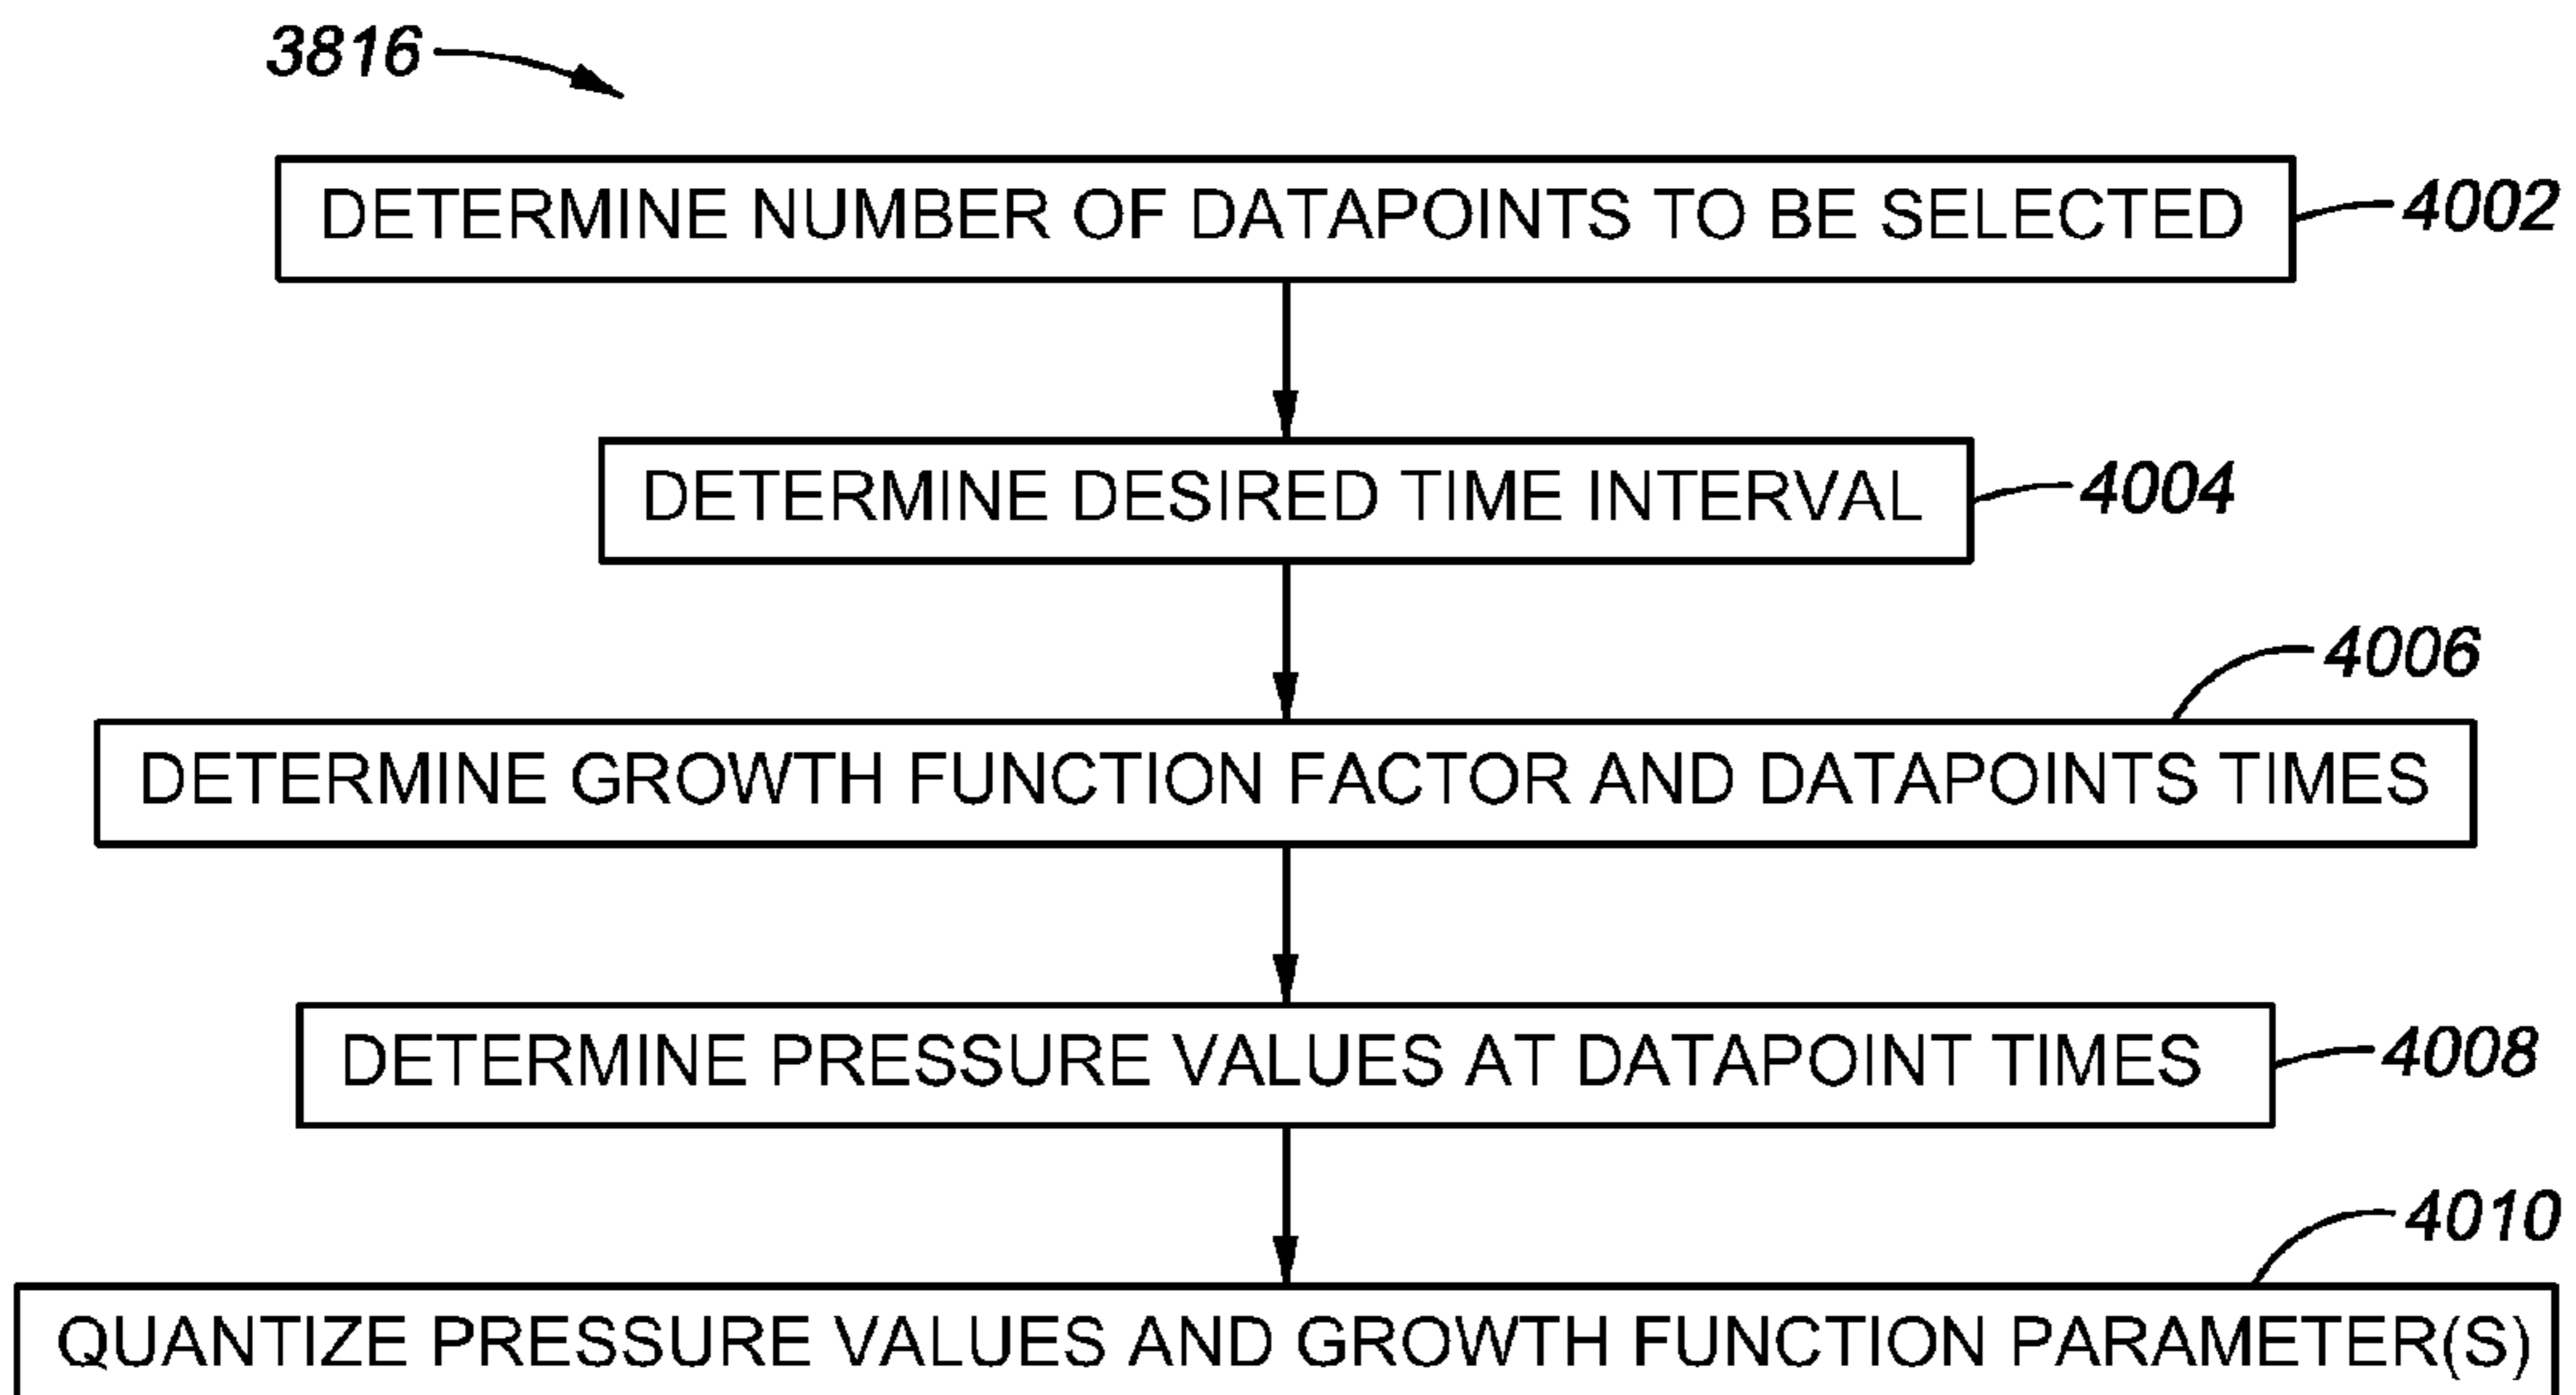 3816
DETERMINE NUMBER OF DATAPOINTS TO BE SELECTED
4002
DETERMINE DESIRED TIME INTERVAL
4004
4006
DETERMINE GROWTH FUNCTION FACTOR AND DATAPOINTS TIMES
DETERMINE PRESSURE VALUES AT DATAPOINT TIMES
4008
4010
QUANTIZE PRESSURE VALUES AND GROWTH FUNCTION PARAMETER(S)